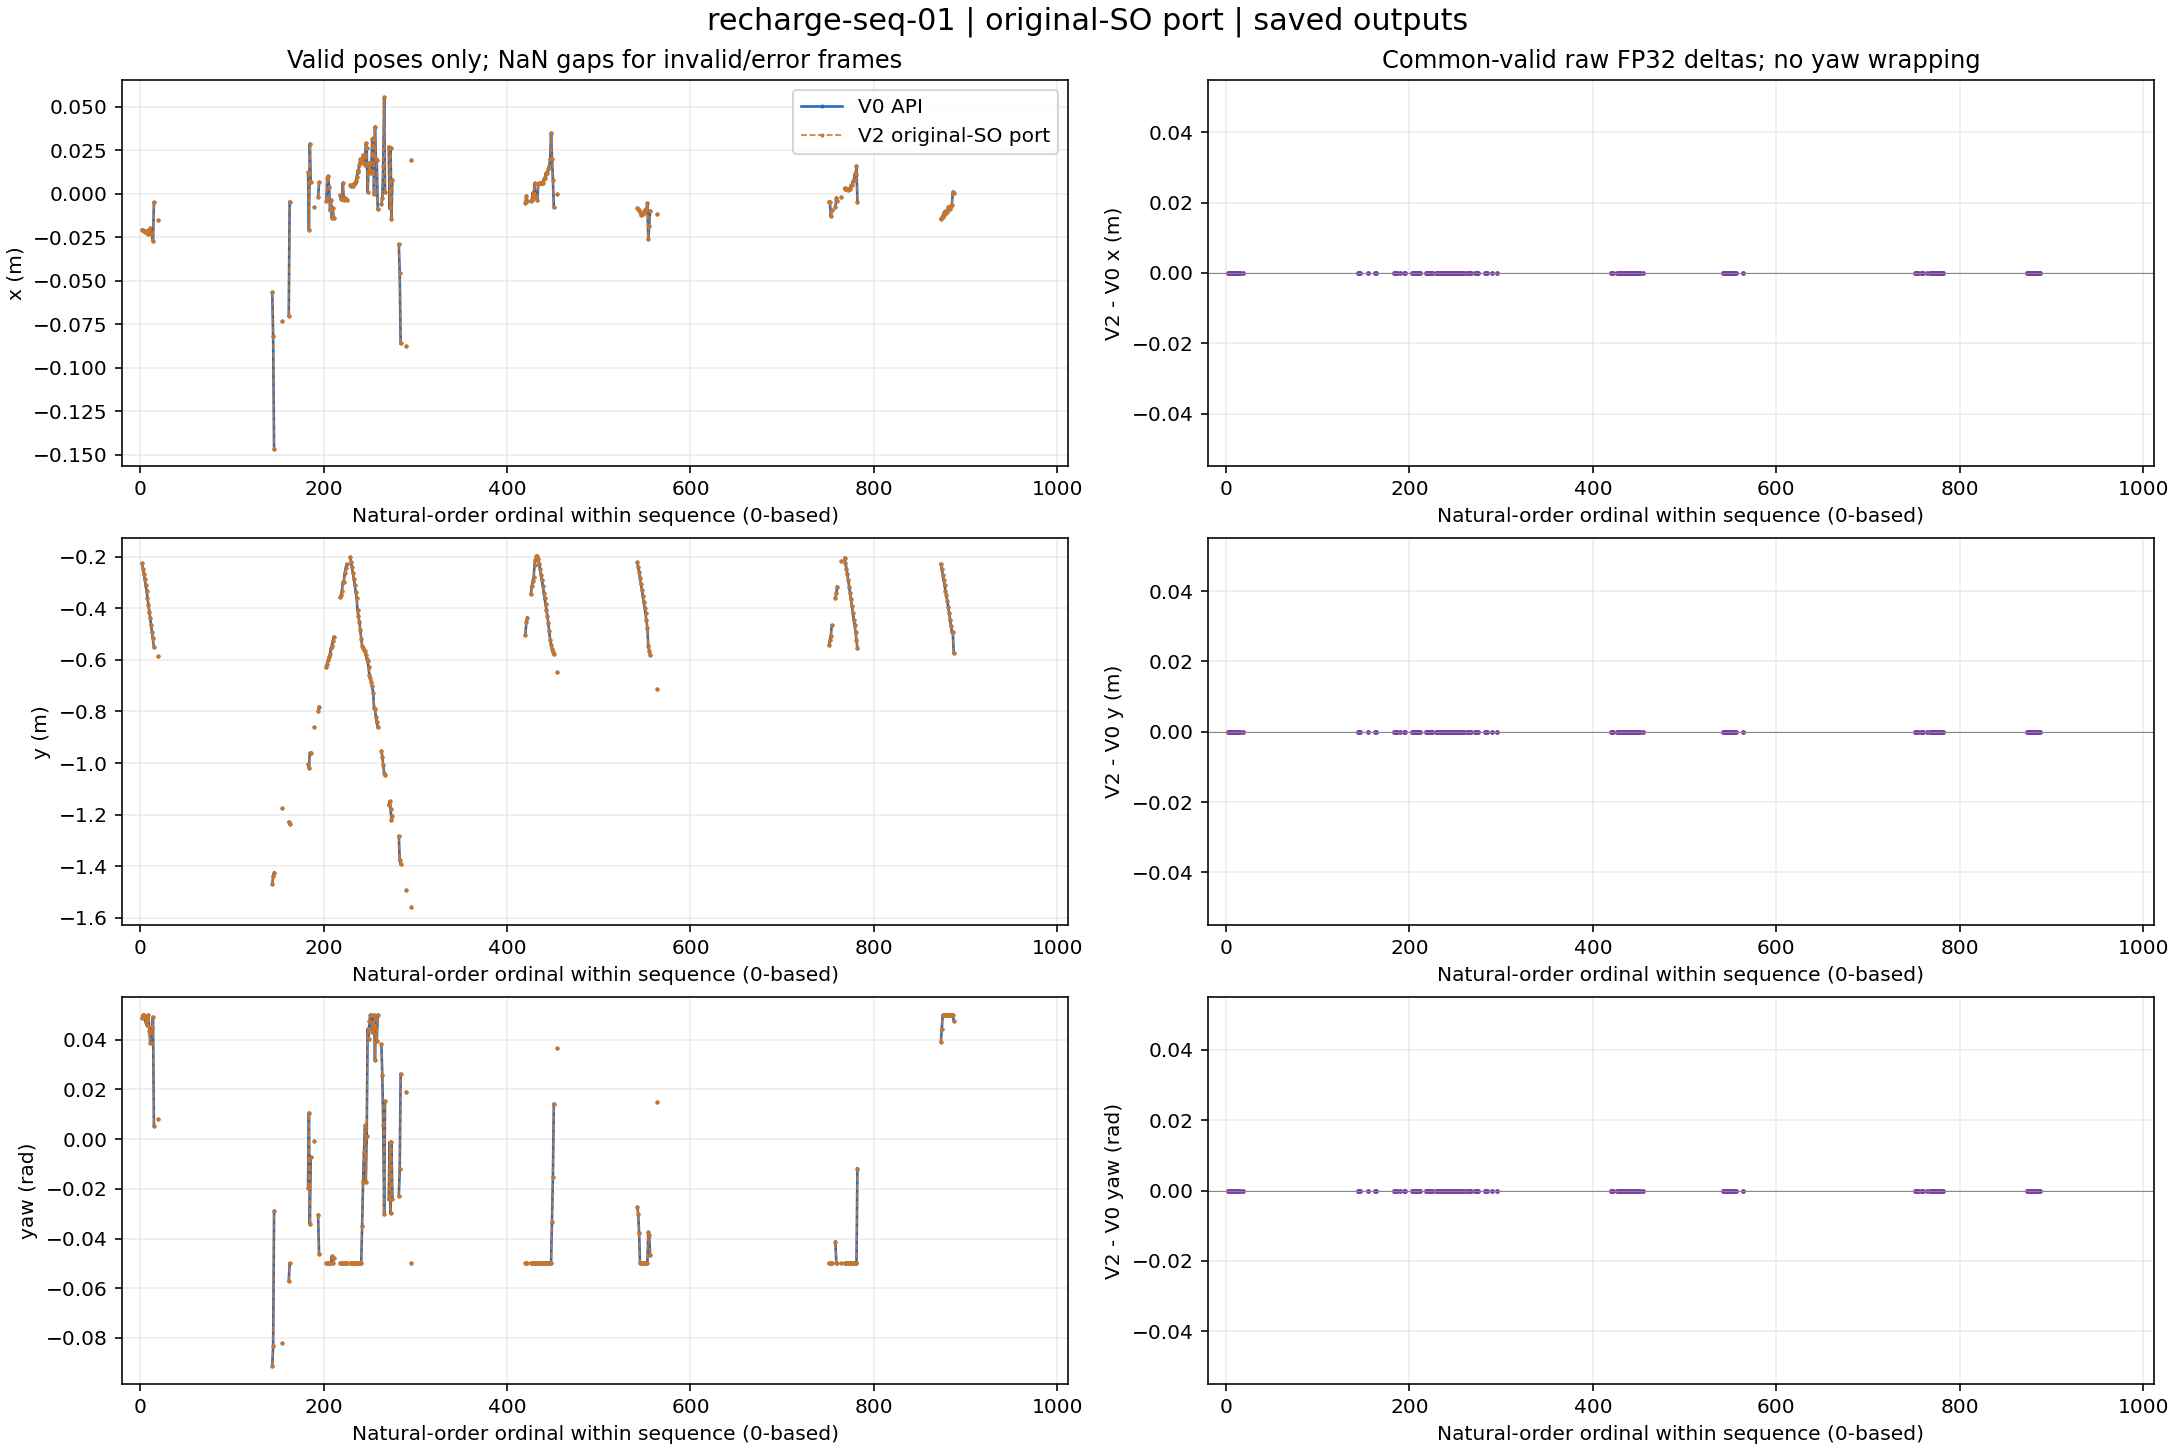 recharge-seq-01 | original-SO port | saved outputs
Valid poses only; NaN gaps for invalid/error frames
x (m)
0.050
0.025
0.000
−0.025
−0.050
−0.075
−0.100
−0.125
−0.150
V0 API
V2 original-SO port
0 200 400 600 800 1000
Natural-order ordinal within sequence (0-based)
Common-valid raw FP32 deltas; no yaw wrapping
V2 - V0 x (m)
0.04
0.02
0.00
−0.02
−0.04
0 200 400 600 800 1000
Natural-order ordinal within sequence (0-based)
y (m)
−0.2
−0.4
−0.6
−0.8
−1.0
−1.2
−1.4
−1.6
0 200 400 600 800 1000
Natural-order ordinal within sequence (0-based)
V2 - V0 y (m)
0.04
0.02
0.00
−0.02
−0.04
0 200 400 600 800 1000
Natural-order ordinal within sequence (0-based)
yaw (rad)
0.04
0.02
0.00
−0.02
−0.04
−0.06
−0.08
0 200 400 600 800 1000
Natural-order ordinal within sequence (0-based)
V2 - V0 yaw (rad)
0.04
0.02
0.00
−0.02
−0.04
0 200 400 600 800 1000
Natural-order ordinal within sequence (0-based)